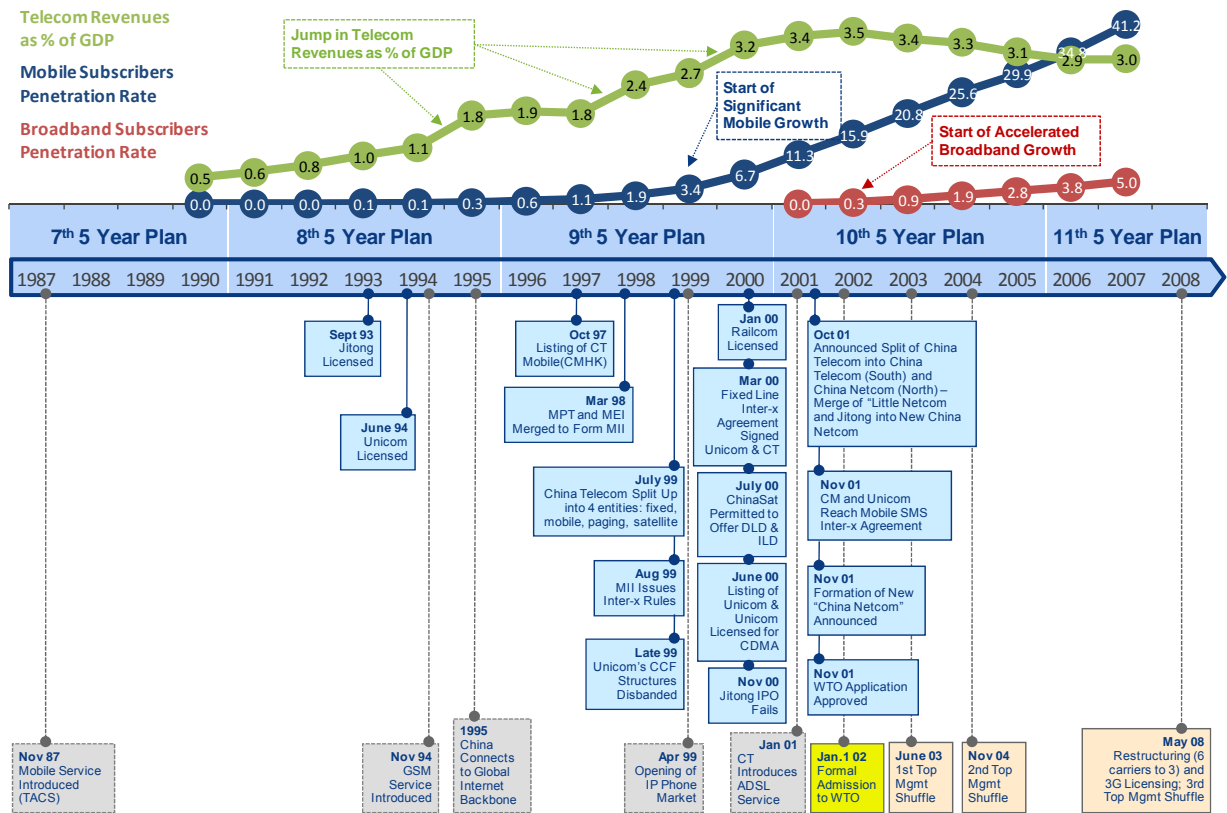 Telecom Revenues
as % of GDP
Mobile Subscribers
Penetration Rate
Broadband Subscribers
Penetration Rate
Jump in Telecom
Revenues as % of GDP
Start of
Significant
Mobile Growth
Start of Accelerated
Broadband Growth
0.5 0.6 0.8 1.0 1.1 1.8 1.9 1.8 2.4 2.7 3.2 3.4 3.5 3.4 3.3 3.1 2.9 3.0
0.0 0.0 0.0 0.1 0.1 0.3 0.6 1.1 1.9 3.4 6.7 11.3 15.9 20.8 25.6 29.9 34.8 41.2
0.0 0.3 0.9 1.9 2.8 3.8 5.0
7th 5 Year Plan 8th 5 Year Plan 9th 5 Year Plan 10th 5 Year Plan 11th 5 Year Plan
1987 1988 1989 1990 1991 1992 1993 1994 1995 1996 1997 1998 1999 2000 2001 2002 2003 2004 2005 2006 2007 2008
Sept 93
Jitong
Licensed
June 94
Unicom
Licensed
Oct 97
Listing of CT
Mobile(CMHK)
Mar 98
MPT and MEI
Merged to Form MII
July 99
China Telecom Split Up
into 4 entities: fixed,
mobile, paging, satellite
Aug 99
MII Issues
Inter-x Rules
Late 99
Unicom's CCF
Structures
Disbanded
Jan 00
Railcom
Licensed
Mar 00
Fixed Line
Inter-x
Agreement
Signed
Unicom & CT
July 00
ChinaSat
Permitted to
Offer DLD &
ILD
June 00
Listing of
Unicom &
Unicom
Licensed for
CDMA
Nov 00
Jitong IPO
Fails
Oct 01
Announced Split of China
Telecom into China
Telecom (South) and
China Netcom (North) –
Merge of “Little Netcom
and Jitong into New China
Netcom
Nov 01
CM and Unicom
Reach Mobile SMS
Inter-x Agreement
Nov 01
Formation of New
“China Netcom”
Announced
Nov 01
WTO Application
Approved
Nov 87
Mobile Service
Introduced
(TACS)
Nov 94
GSM
Service
Introduced
1995
China
Connects
to Global
Internet
Backbone
Apr 99
Opening of
IP Phone
Market
Jan 01
CT
Introduces
ADSL
Service
Jan.1 02
Formal
Admission
to WTO
June 03
1st Top
Mgmt
Shuffle
Nov 04
2nd Top
Mgmt
Shuffle
May 08
Restructuring (6
carriers to 3) and
3G Licensing; 3rd
Top Mgmt Shuffle